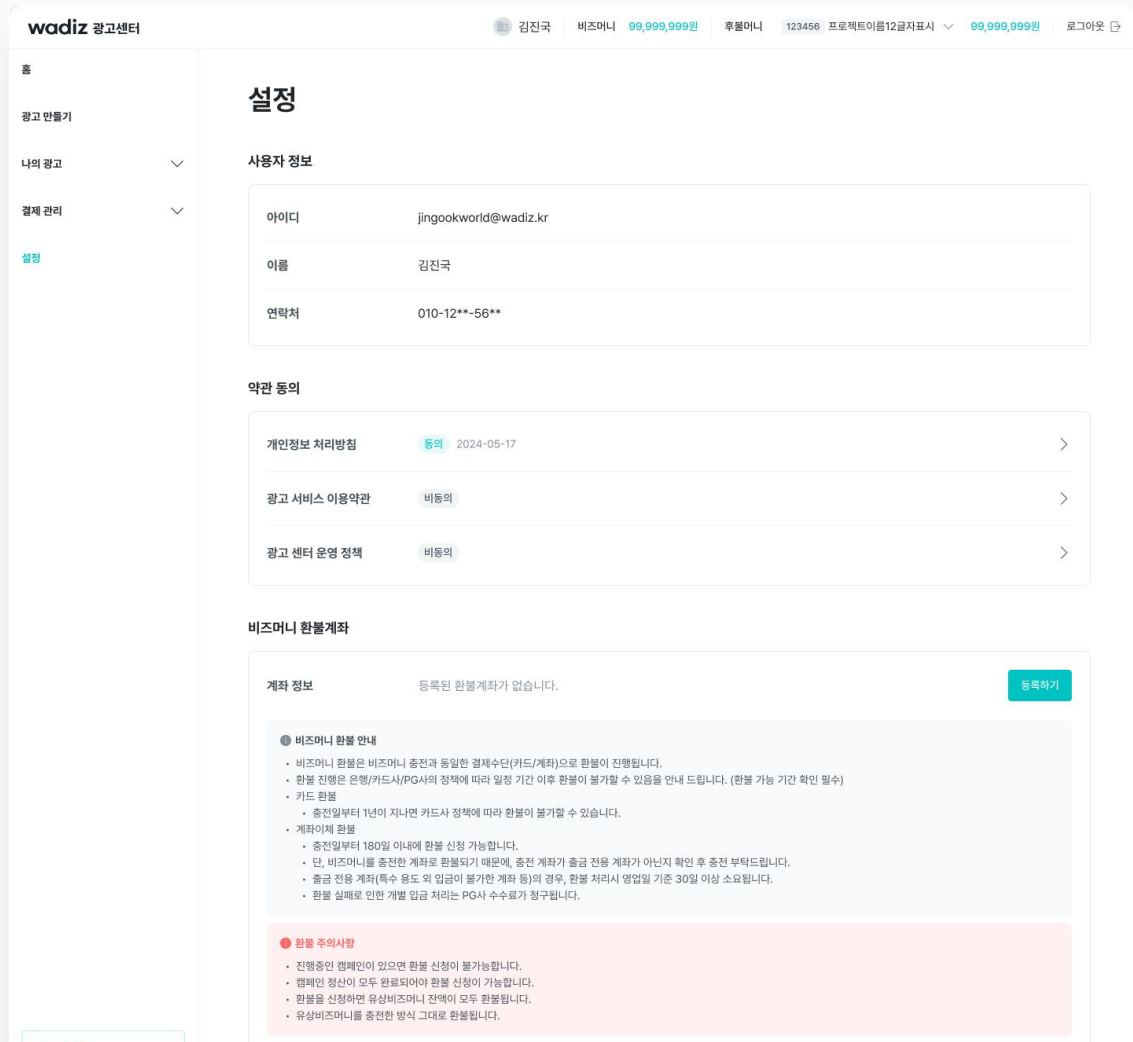 wadiz 광고센터
김진국 비즈머니 99,999,999원 후불머니 123456 프로젝트이름12글자표시 99,999,999원 로그아웃
홈
광고 만들기
나의 광고
결제 관리
설정
설정
사용자 정보
아이디 jingookworld@wadiz.kr
이름 김진국
연락처 010-12**-56**
약관 동의
개인정보 처리방침 동의 2024-05-17
광고 서비스 이용약관 비동의
광고 센터 운영 정책 비동의
비즈머니 환불계좌
계좌 정보 등록된 환불계좌가 없습니다. 등록하기
비즈머니 환불 안내
• 비즈머니 환불은 비즈머니 충전과 동일한 결제수단(카드/계좌)으로 환불이 진행됩니다.
• 환불 진행은 은행/카드사/PG사의 정책에 따라 일정 기간 이후 환불이 불가할 수 있음을 안내 드립니다. (환불 가능 기간 확인 필수)
• 카드 환불
• 충전일부터 1년이 지나면 카드사 정책에 따라 환불이 불가할 수 있습니다.
• 계좌이체 환불
• 충전일부터 180일 이내에 환불 신청 가능합니다.
• 단, 비즈머니를 충전한 계좌로 환불되기 때문에, 충전 계좌가 출금 전용 계좌가 아닌지 확인 후 충전 부탁드립니다.
• 출금 전용 계좌(특수 용도 외 입금이 불가한 계좌 등)의 경우, 환불 처리시 영업일 기준 30일 이상 소요됩니다.
• 환불 실패로 인한 개별 입금 처리는 PG사 수수료가 청구됩니다.
환불 주의사항
• 진행중인 캠페인이 있으면 환불 신청이 불가능합니다.
• 캠페인 정산이 모두 완료되어야 환불 신청이 가능합니다.
• 환불을 신청하면 유상비즈머니 잔액이 모두 환불됩니다.
• 유상비즈머니를 충전한 방식 그대로 환불됩니다.